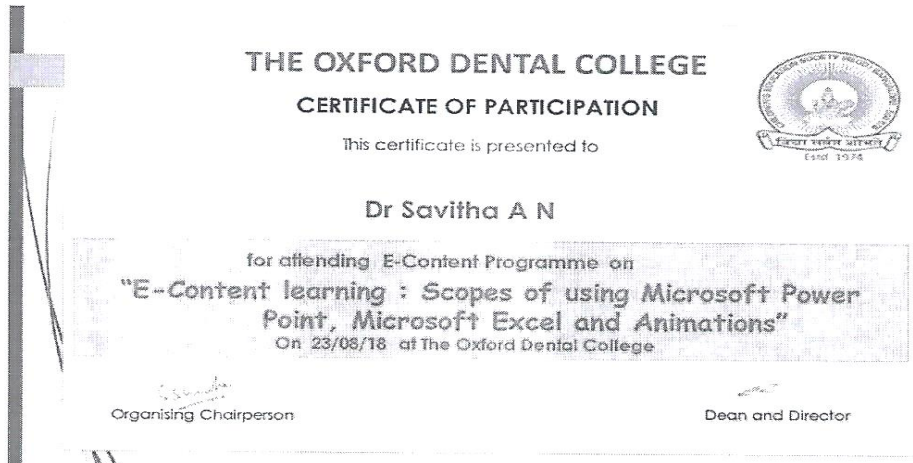 THE OXFORD DENTAL COLLEGE
CERTIFICATE OF PARTICIPATION
This certificate is presented to
Estd 1974
Dr Savitha A N
for attending E-Content Programme on
"E-Content learning : Scopes of using Microsoft Power
Point, Microsoft Excel and Animations"
On 23/08/18 at The Oxford Dental College
Organising Chairperson
Dean and Director